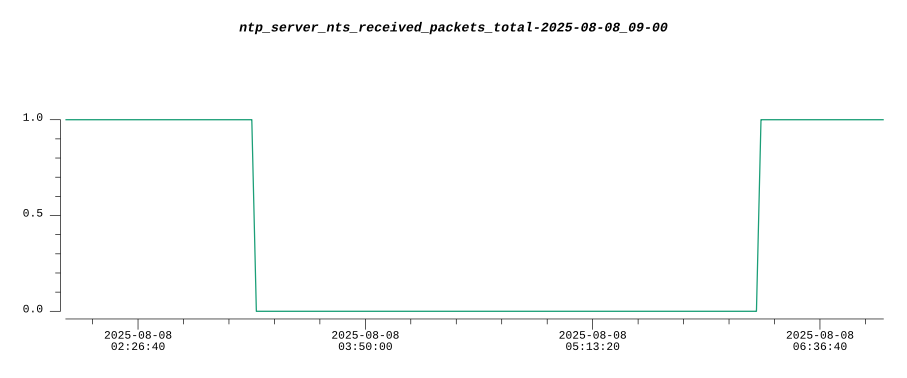 ntp_server_nts_received_packets_total-2025-08-08_09-00
1.0
0.5
0.0
2025-08-08 2025-08-08 2025-08-08 2025-08-08
02:26:40 03:50:00 05:13:20 06:36:40